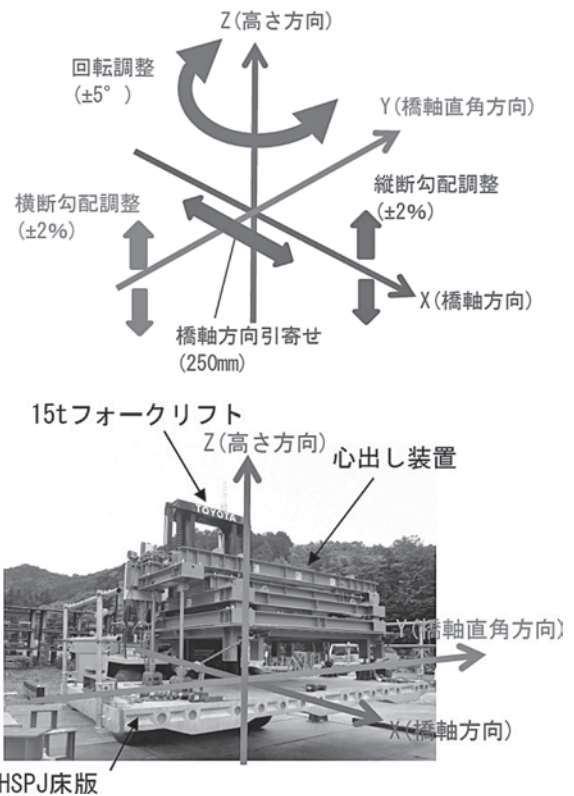 Z(高さ方向)
回転調整
(±5°)
Y(橋軸直角方向)
縦断勾配調整
(±2%)
横断勾配調整
(±2%)
X(橋軸方向)
橋軸方向引寄せ
(250mm)
15tフォークリフト
Z(高さ方向)
心出し装置
TOYOTA
Y(橋軸直角方向)
X(橋軸方向)
HSPJ床版